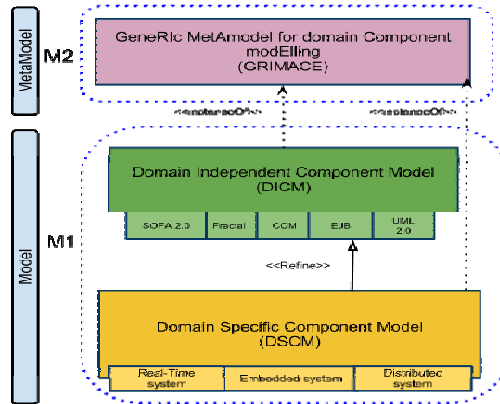 MetaModel
M2
GeneRIc MetAmodel for domain Component
modElling
(GRIMACE)
<<instanceOf>>
<<instanceOf>>
Model
M1
Domain Independent Component Model
(DICM)
SOFA 2.0
Fractal
CCM
EJB
UML
2.0
<<Refine>>
Domain Specific Component Model
(DSCM)
Real-Time
system
Embedded system
Distributed
system